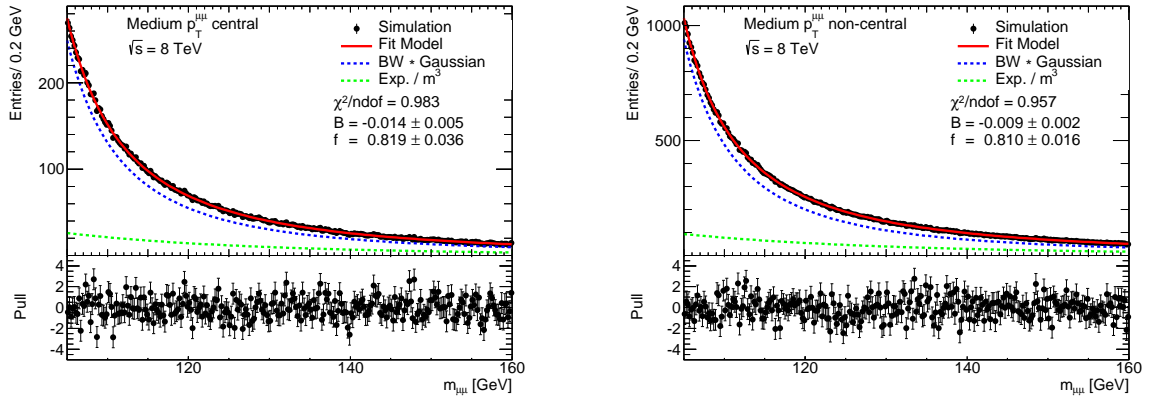 Medium p_T^μμ central
√s = 8 TeV
Simulation
Fit Model
BW * Gaussian
Exp. / m³
χ²/ndof = 0.983
B = -0.014 ± 0.005
f = 0.819 ± 0.036
Entries/ 0.2 GeV
200
100
Pull
4
2
0
-2
-4
120 140 160
m_μμ [GeV]
Medium p_T^μμ non-central
√s = 8 TeV
Simulation
Fit Model
BW * Gaussian
Exp. / m³
χ²/ndof = 0.957
B = -0.009 ± 0.002
f = 0.810 ± 0.016
Entries/ 0.2 GeV
1000
500
Pull
4
2
0
-2
-4
120 140 160
m_μμ [GeV]